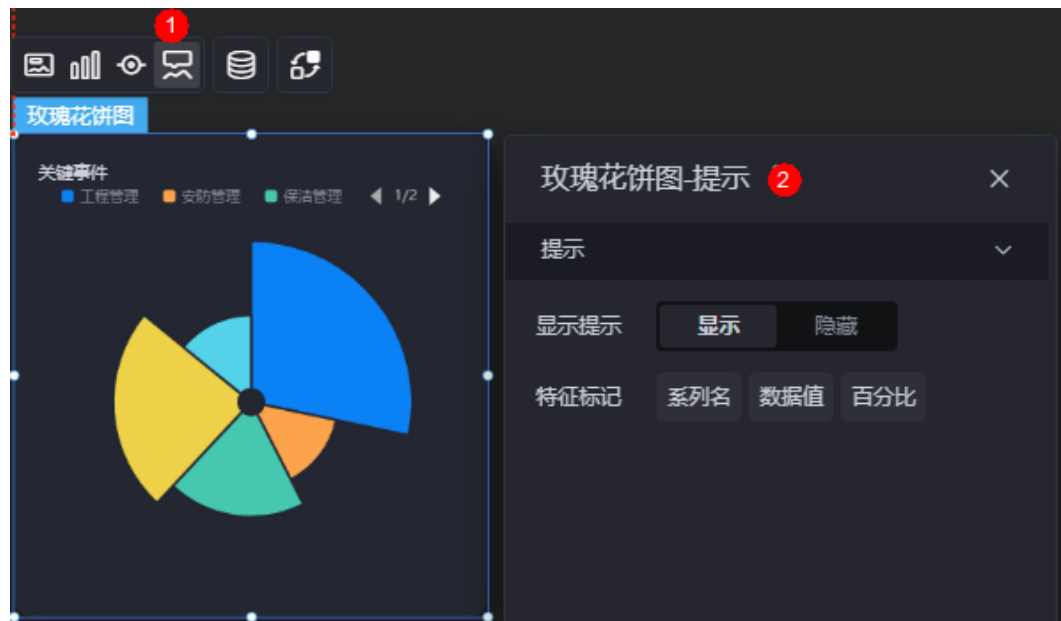 1
玫瑰花饼图
关键事件
工程管理 安防管理 保洁管理 1/2
玫瑰花饼图-提示 2
提示
显示提示 显示 隐藏
特征标记 系列名 数据值 百分比